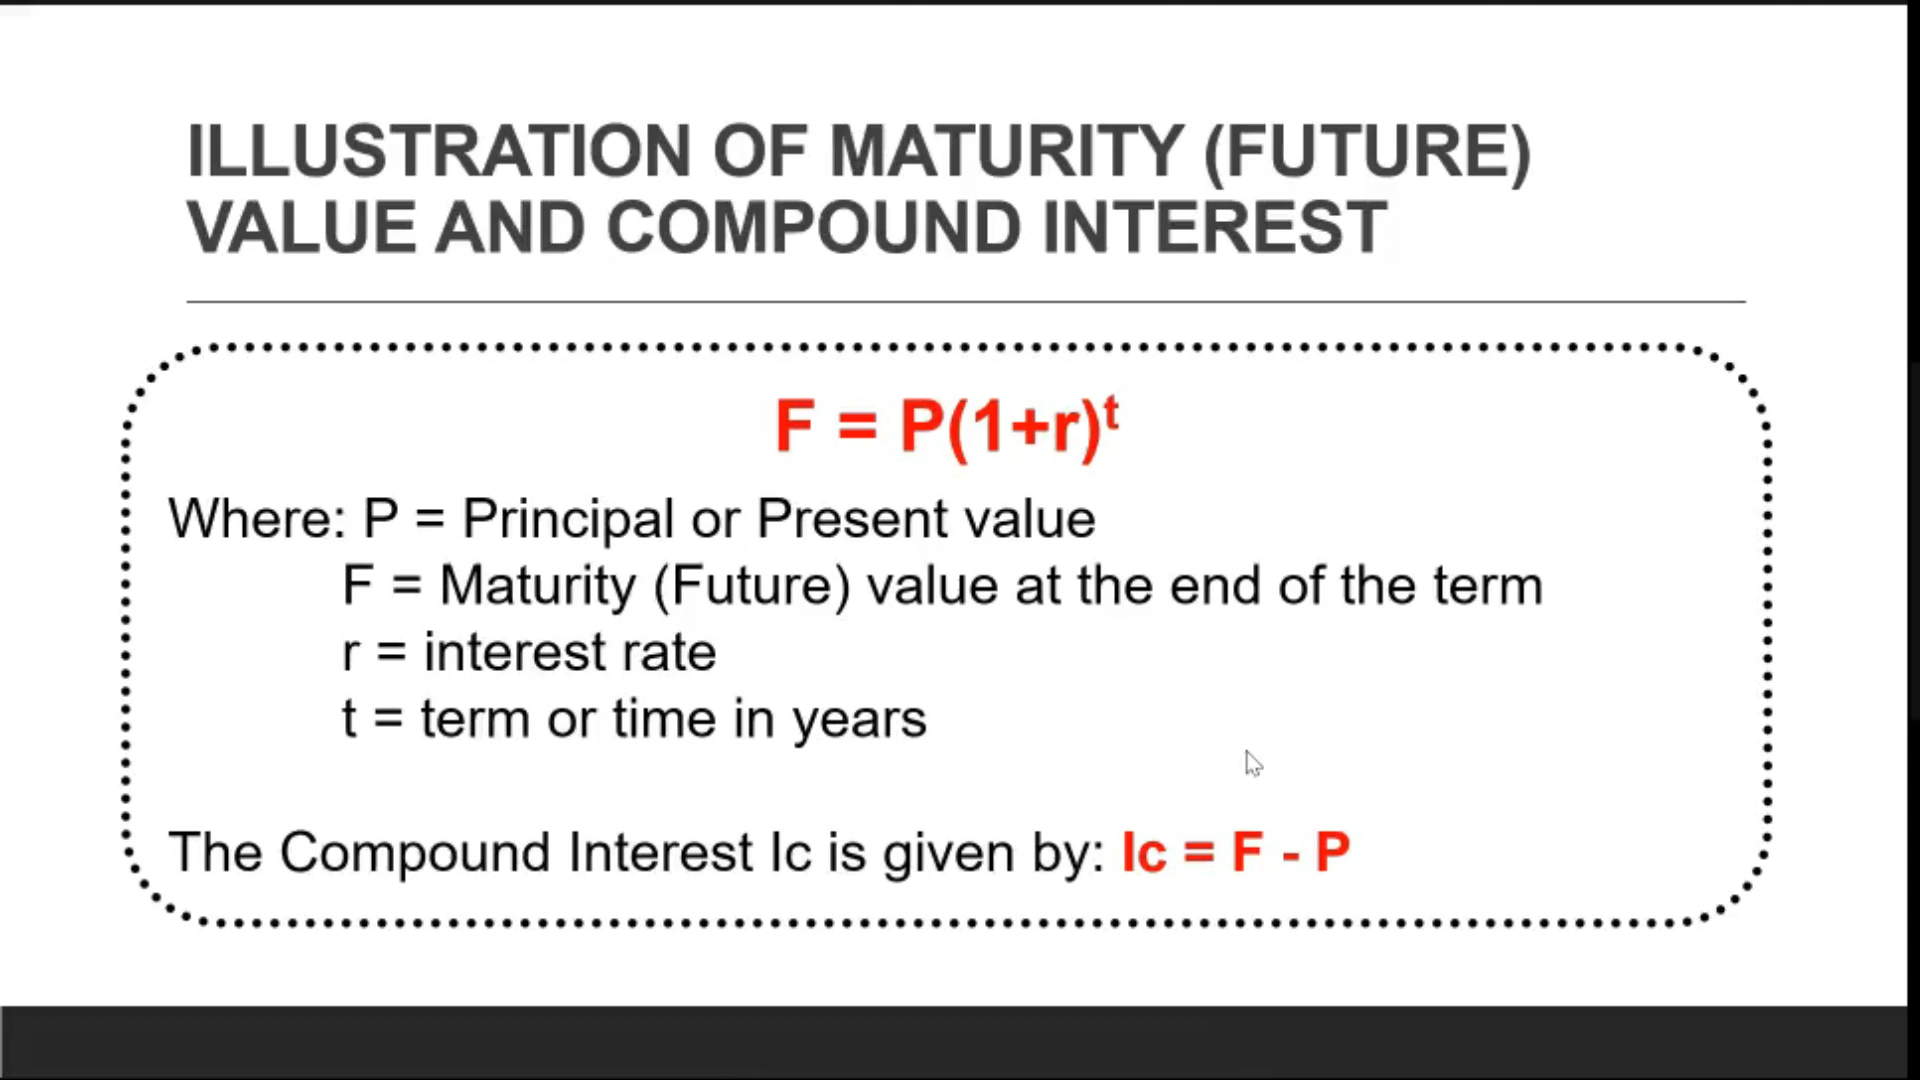 ILLUSTRATION OF MATURITY (FUTURE)
VALUE AND COMPOUND INTEREST
F = P(1+r)ᵗ
Where: P = Principal or Present value
F = Maturity (Future) value at the end of the term
r = interest rate
t = term or time in years
The Compound Interest Ic is given by: Ic = F - P